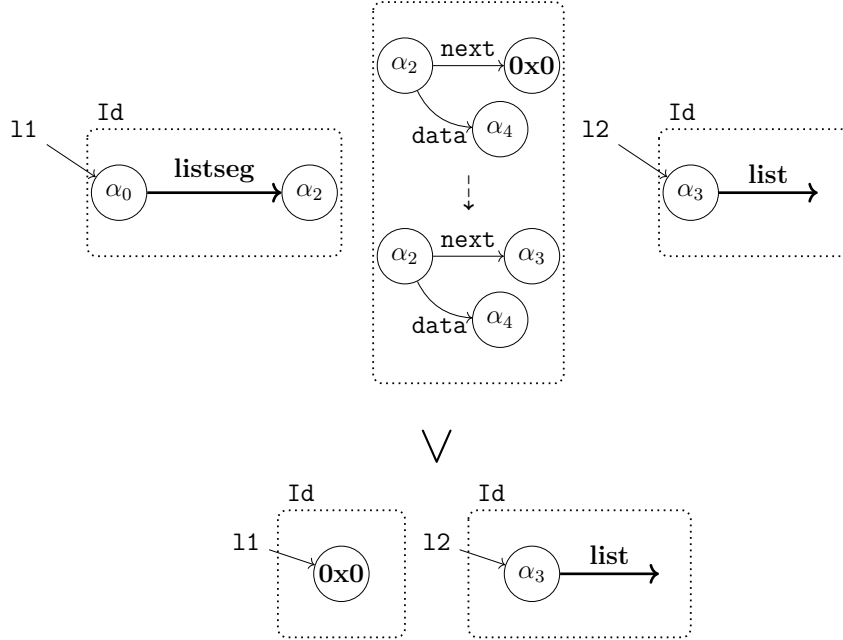 α2 next 0x0
data α4
Id Id
l1 l2
α0 listseg α2 α3 list
α2 next α3
data α4
∨
Id Id
l1 0x0 l2 α3 list